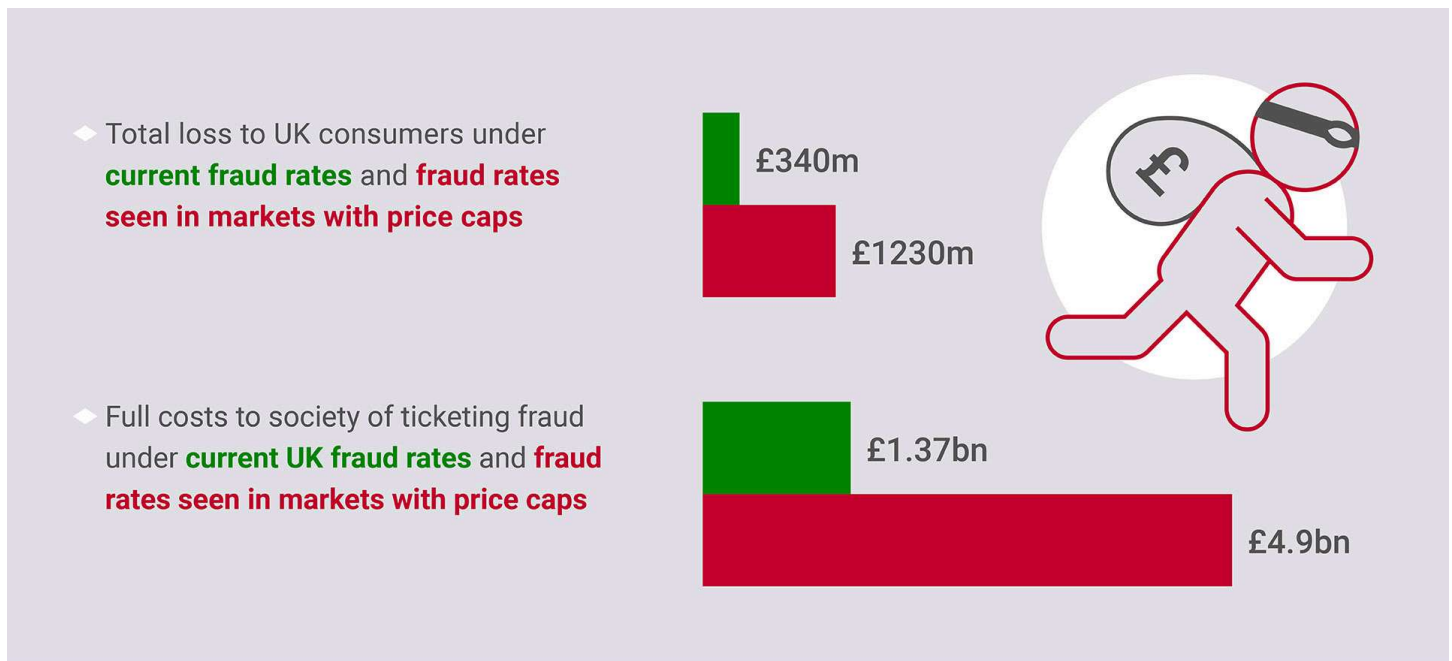 Total loss to UK consumers under
current fraud rates and fraud rates
seen in markets with price caps
£340m
£1230m
£
Full costs to society of ticketing fraud
under current UK fraud rates and fraud
rates seen in markets with price caps
£1.37bn
£4.9bn